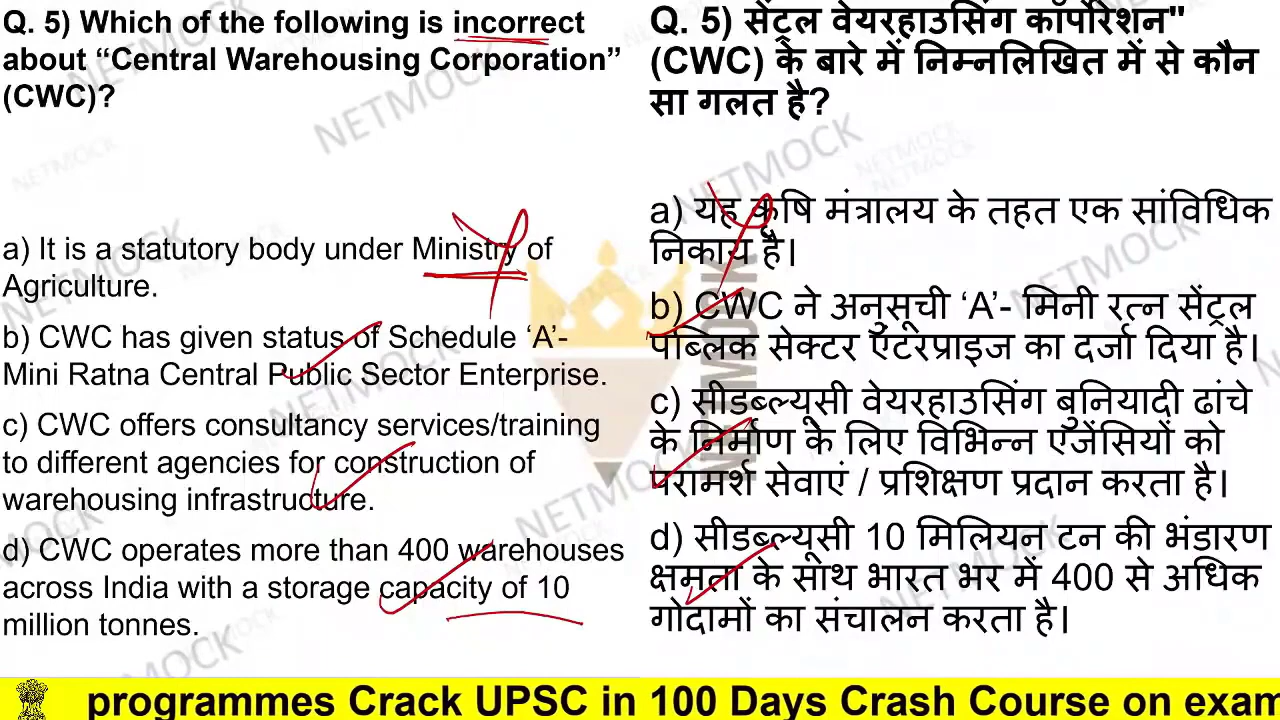 Q. 5) Which of the following is incorrect
about “Central Warehousing Corporation”
(CWC)?
a) It is a statutory body under Ministry of
Agriculture.
b) CWC has given status of Schedule ‘A’-
Mini Ratna Central Public Sector Enterprise.
c) CWC offers consultancy services/training
to different agencies for construction of
warehousing infrastructure.
d) CWC operates more than 400 warehouses
across India with a storage capacity of 10
million tonnes.
Q. 5) सेंट्रल वेयरहाउसिंग कॉर्पोरेशन"
(CWC) के बारे में निम्नलिखित में से कौन
सा गलत है?
a) यह कृषि मंत्रालय के तहत एक सांविधिक
निकाय है।
b) CWC ने अनुसूची ‘A’- मिनी रत्न सेंट्रल
पब्लिक सेक्टर एंटरप्राइज का दर्जा दिया है।
c) सीडब्ल्यूसी वेयरहाउसिंग बुनियादी ढांचे
के निर्माण के लिए विभिन्न एजेंसियों को
परामर्श सेवाएं / प्रशिक्षण प्रदान करता है।
d) सीडब्ल्यूसी 10 मिलियन टन की भंडारण
क्षमता के साथ भारत भर में 400 से अधिक
गोदामों का संचालन करता है।
NETMOCK
programmes Crack UPSC in 100 Days Crash Course on exam